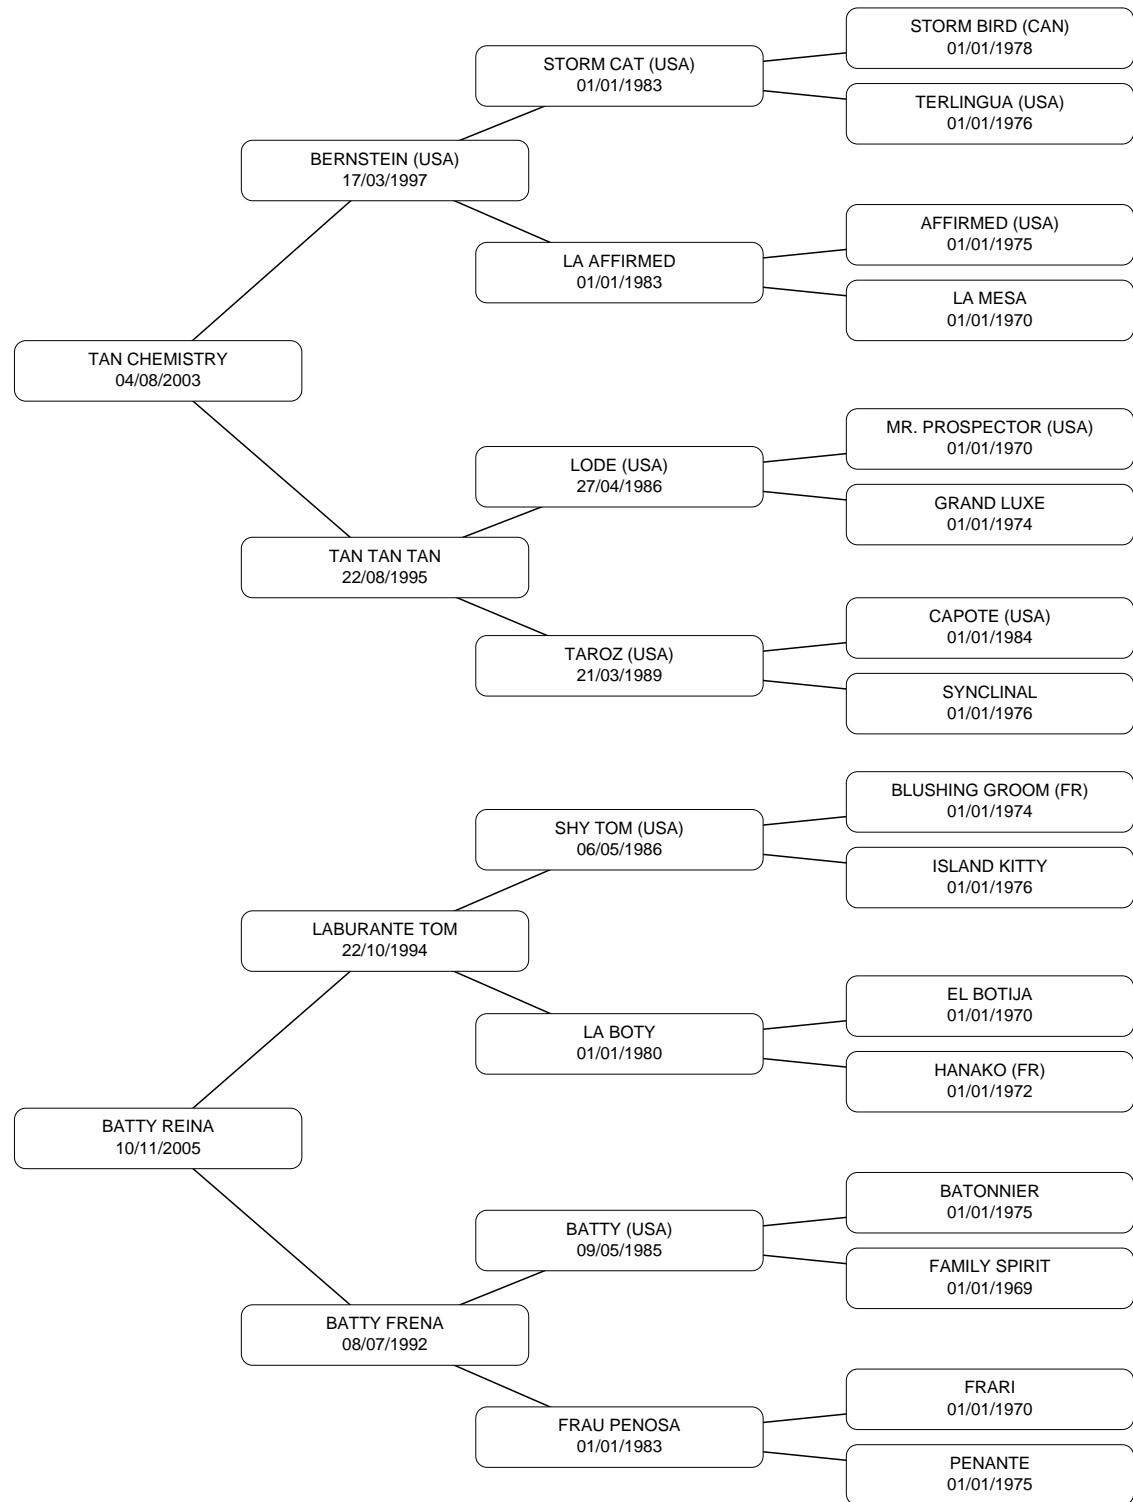 STORM BIRD (CAN)
01/01/1978
STORM CAT (USA)
01/01/1983
TERLINGUA (USA)
01/01/1976
BERNSTEIN (USA)
17/03/1997
AFFIRMED (USA)
01/01/1975
LA AFFIRMED
01/01/1983
LA MESA
01/01/1970
TAN CHEMISTRY
04/08/2003
MR. PROSPECTOR (USA)
01/01/1970
LODE (USA)
27/04/1986
GRAND LUXE
01/01/1974
TAN TAN TAN
22/08/1995
CAPOTE (USA)
01/01/1984
TAROZ (USA)
21/03/1989
SYNCLINAL
01/01/1976
BLUSHING GROOM (FR)
01/01/1974
SHY TOM (USA)
06/05/1986
ISLAND KITTY
01/01/1976
LABURANTE TOM
22/10/1994
EL BOTIJA
01/01/1970
LA BOTY
01/01/1980
HANAKO (FR)
01/01/1972
BATTY REINA
10/11/2005
BATONNIER
01/01/1975
BATTY (USA)
09/05/1985
FAMILY SPIRIT
01/01/1969
BATTY FRENA
08/07/1992
FRARI
01/01/1970
FRAU PENOSA
01/01/1983
PENANTE
01/01/1975